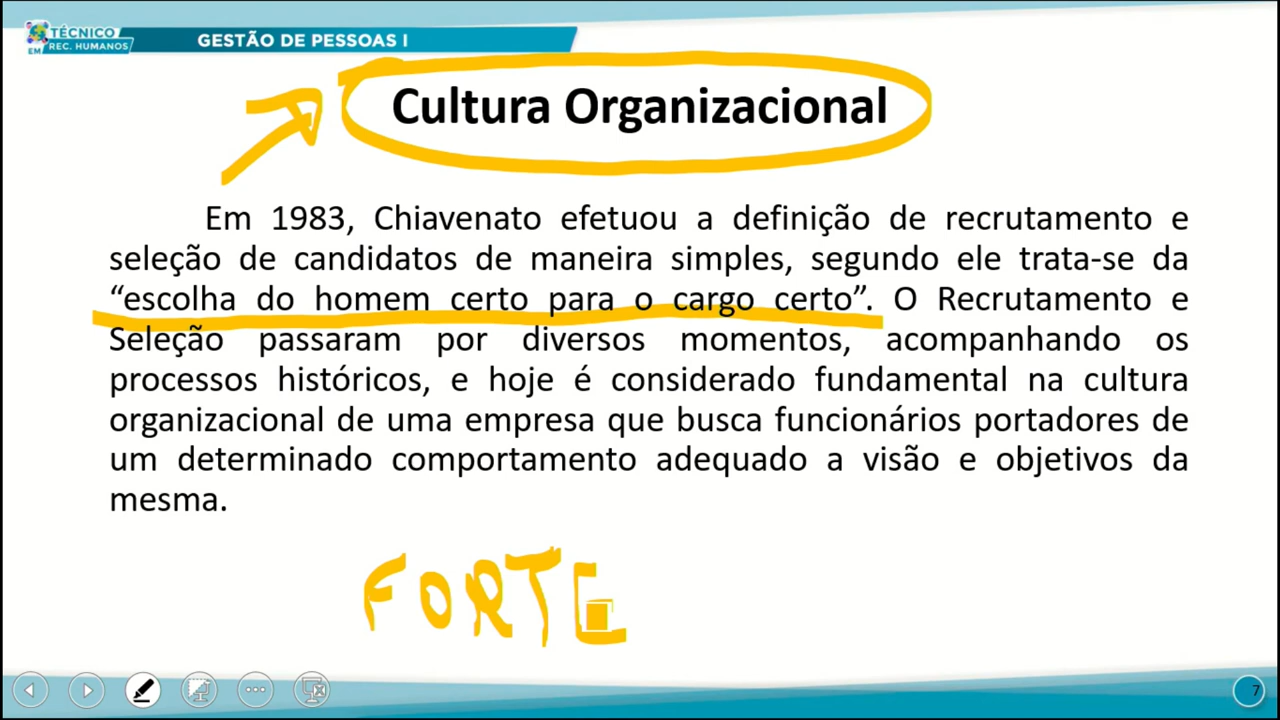 TÉCNICO
EM REC. HUMANOS
GESTÃO DE PESSOAS I
Cultura Organizacional
Em 1983, Chiavenato efetuou a definição de recrutamento e
seleção de candidatos de maneira simples, segundo ele trata-se da
“escolha do homem certo para o cargo certo”. O Recrutamento e
Seleção passaram por diversos momentos, acompanhando os
processos históricos, e hoje é considerado fundamental na cultura
organizacional de uma empresa que busca funcionários portadores de
um determinado comportamento adequado a visão e objetivos da
mesma.
FORTE
7